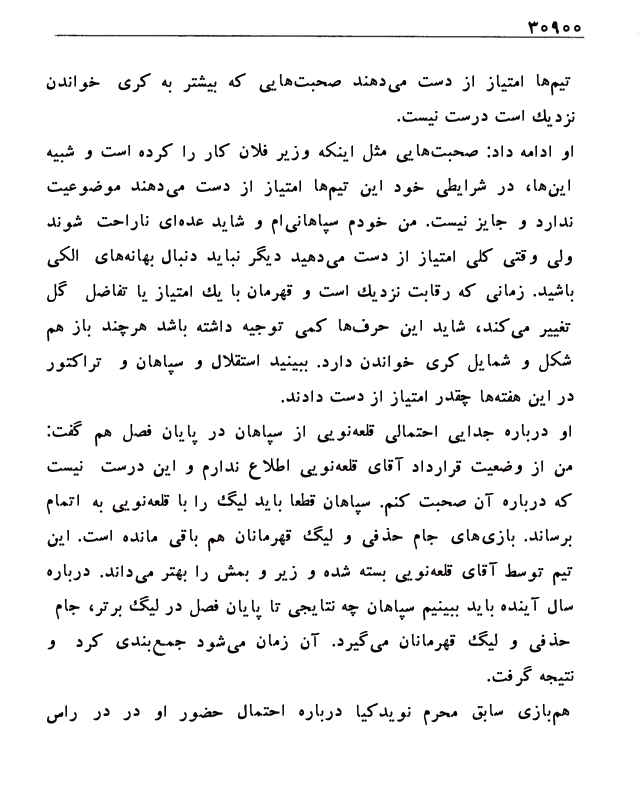 ۳۰۹۰۰
تیم‌ها امتیاز از دست می‌دهند صحبت‌هایی که بیشتر به کری خواندن
نزدیك است درست نیست.
او ادامه داد: صحبت‌هایی مثل اینکه وزیر فلان کار را کرده است و شبیه
این‌ها، در شرایطی خود این تیم‌ها امتیاز از دست می‌دهند موضوعیت
ندارد و جایز نیست. من خودم سپاهانی‌ام و شاید عده‌ای ناراحت شوند
ولی وقتی کلی امتیاز از دست می‌دهید دیگر نباید دنبال بهانه‌های الکی
باشید. زمانی که رقابت نزدیك است و قهرمان با یك امتیاز یا تفاضل گل
تغییر می‌کند، شاید این حرف‌ها کمی توجیه داشته باشد هرچند باز هم
شکل و شمایل کری خواندن دارد. ببینید استقلال و سپاهان و تراکتور
در این هفته‌ها چقدر امتیاز از دست دادند.
او درباره جدایی احتمالی قلعه‌نویی از سپاهان در پایان فصل هم گفت:
من از وضعیت قرارداد آقای قلعه‌نویی اطلاع ندارم و این درست نیست
که درباره آن صحبت کنم. سپاهان قطعا باید لیگ را با قلعه‌نویی به اتمام
برساند. بازی‌های جام حذفی و لیگ قهرمانان هم باقی مانده است. این
تیم توسط آقای قلعه‌نویی بسته شده و زیر و بمش را بهتر می‌داند. درباره
سال آینده باید ببینیم سپاهان چه نتایجی تا پایان فصل در لیگ برتر، جام
حذفی و لیگ قهرمانان می‌گیرد. آن زمان می‌شود جمع‌بندی کرد و
نتیجه گرفت.
هم‌بازی سابق محرم نویدکیا درباره احتمال حضور او در در راس